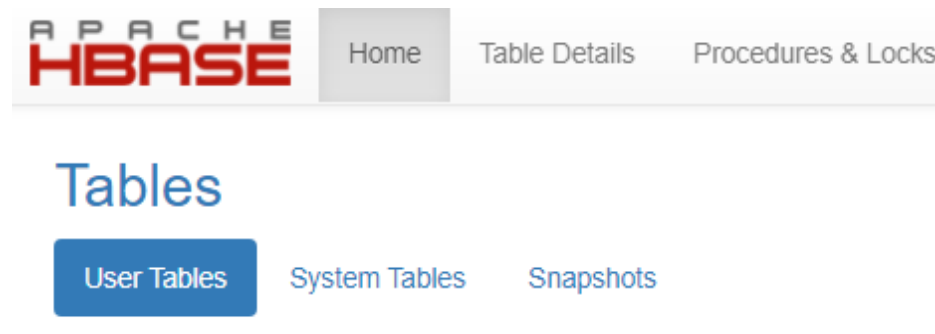 APACHE
HBASE Home Table Details Procedures & Locks
Tables
User Tables System Tables Snapshots